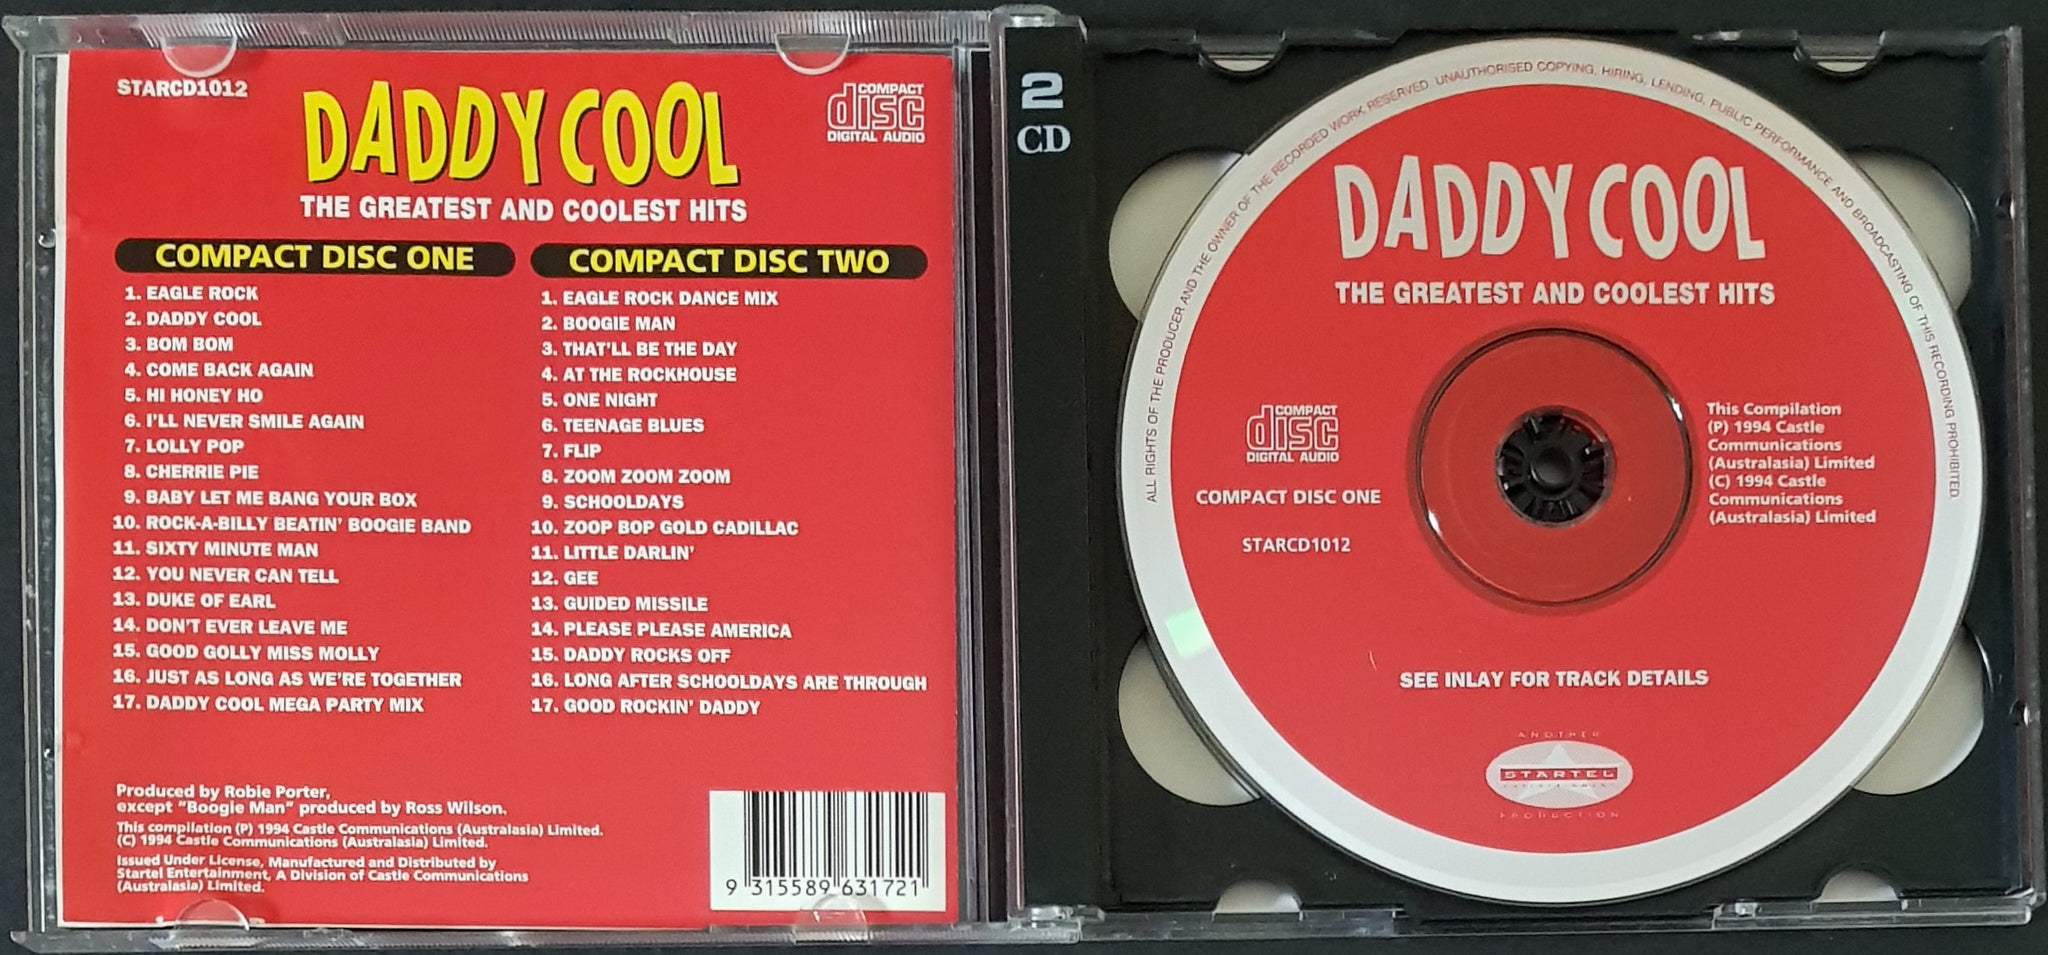 STARCD1012
DADDY COOL
COMPACT
disc
DIGITAL AUDIO
THE GREATEST AND COOLEST HITS
COMPACT DISC ONE
1. EAGLE ROCK
2. DADDY COOL
3. BOM BOM
4. COME BACK AGAIN
5. HI HONEY HO
6. I'LL NEVER SMILE AGAIN
7. LOLLY POP
8. CHERRIE PIE
9. BABY LET ME BANG YOUR BOX
10. ROCK-A-BILLY BEATIN' BOOGIE BAND
11. SIXTY MINUTE MAN
12. YOU NEVER CAN TELL
13. DUKE OF EARL
14. DON'T EVER LEAVE ME
15. GOOD GOLLY MISS MOLLY
16. JUST AS LONG AS WE'RE TOGETHER
17. DADDY COOL MEGA PARTY MIX
COMPACT DISC TWO
1. EAGLE ROCK DANCE MIX
2. BOOGIE MAN
3. THAT'LL BE THE DAY
4. AT THE ROCKHOUSE
5. ONE NIGHT
6. TEENAGE BLUES
7. FLIP
8. ZOOM ZOOM ZOOM
9. SCHOOLDAYS
10. ZOOP BOP GOLD CADILLAC
11. LITTLE DARLIN'
12. GEE
13. GUIDED MISSILE
14. PLEASE PLEASE AMERICA
15. DADDY ROCKS OFF
16. LONG AFTER SCHOOLDAYS ARE THROUGH
17. GOOD ROCKIN' DADDY
Produced by Robie Porter,
except "Boogie Man" produced by Ross Wilson.
This compilation (P) 1994 Castle Communications (Australasia) Limited.
(C) 1994 Castle Communications (Australasia) Limited.
Issued Under License, Manufactured and Distributed by
Startel Entertainment, A Division of Castle Communications
(Australasia) Limited.
9 315589 631721
2
CD
ALL RIGHTS OF THE PRODUCER AND THE OWNER OF THE RECORDED WORK RESERVED. UNAUTHORISED COPYING, HIRING, LENDING, PUBLIC PERFORMANCE AND BROADCASTING OF THIS RECORDING PROHIBITED.
DADDY COOL
THE GREATEST AND COOLEST HITS
COMPACT
disc
DIGITAL AUDIO
COMPACT DISC ONE
STARCD1012
This Compilation
(P) 1994 Castle
Communications
(Australasia) Limited
(C) 1994 Castle
Communications
(Australasia) Limited
SEE INLAY FOR TRACK DETAILS
ANOTHER
STARTEL
PRODUCTION